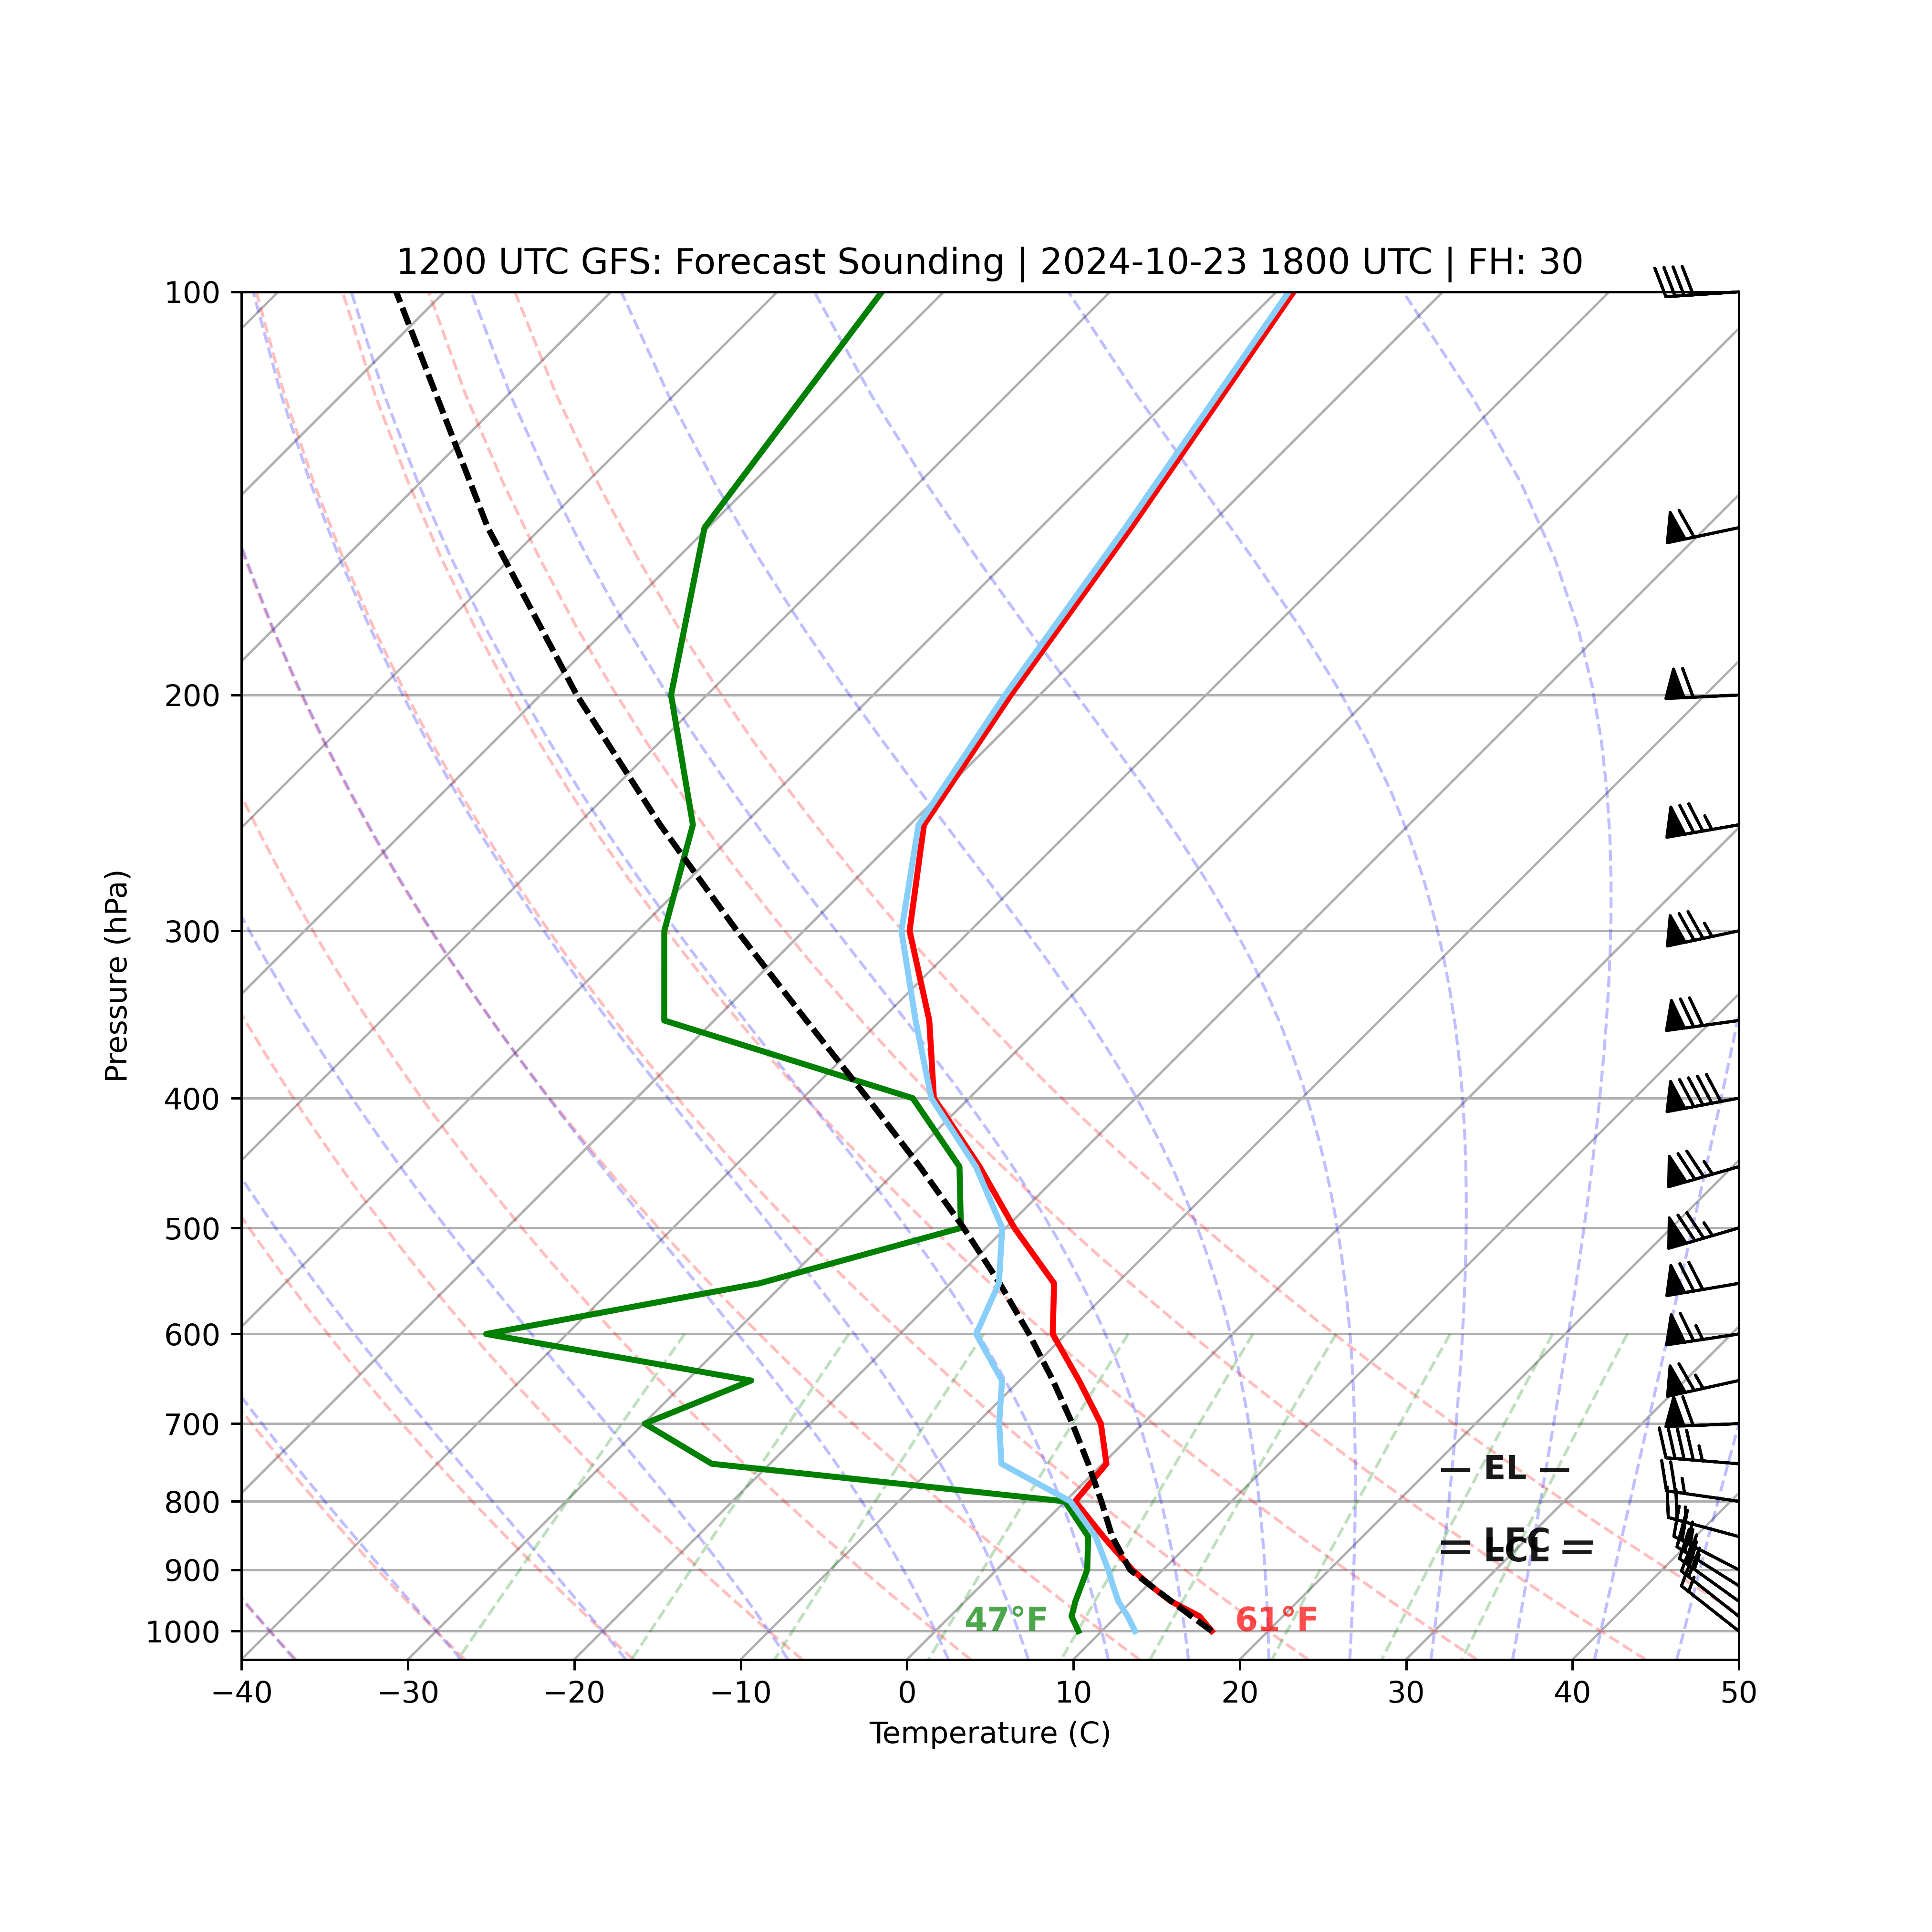 1200 UTC GFS: Forecast Sounding | 2024-10-23 1800 UTC | FH: 30
100
200
300
400
500
600
700
800
900
1000
Pressure (hPa)
— EL —
— LFC —
— LCL —
47°F
61°F
−40 −30 −20 −10 0 10 20 30 40 50
Temperature (C)